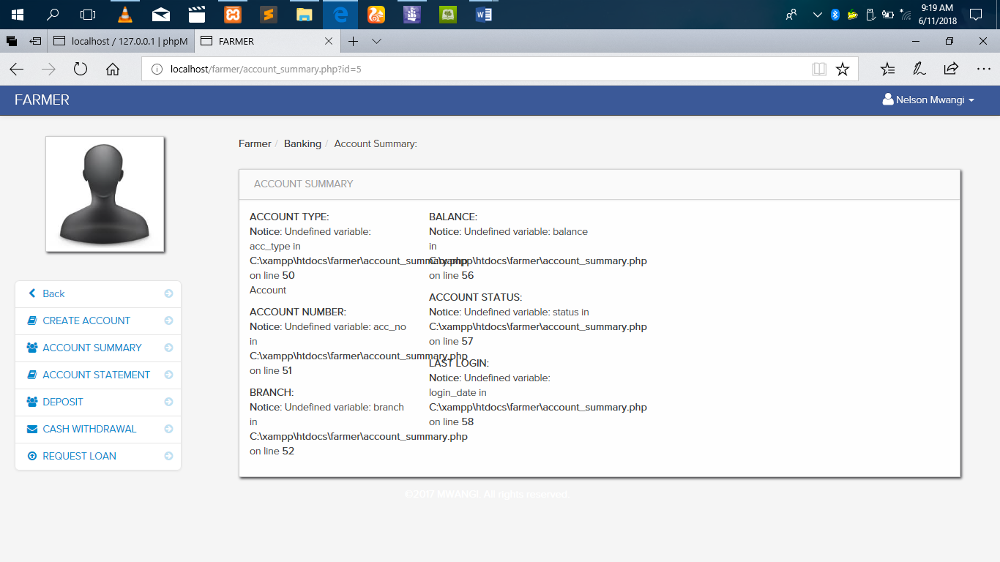 9:19 AM
6/11/2018
localhost / 127.0.0.1 | phpM
FARMER
localhost/farmer/account_summary.php?id=5
FARMER
Nelson Mwangi
Farmer / Banking / Account Summary:
ACCOUNT SUMMARY
ACCOUNT TYPE:
Notice: Undefined variable:
acc_type in
C:\xampp\htdocs\farmer\account_summary.php
on line 50
Account
ACCOUNT NUMBER:
Notice: Undefined variable: acc_no
in
C:\xampp\htdocs\farmer\account_summary.php
on line 51
BRANCH:
Notice: Undefined variable: branch
in
C:\xampp\htdocs\farmer\account_summary.php
on line 52
BALANCE:
Notice: Undefined variable: balance
in
C:\xampp\htdocs\farmer\account_summary.php
on line 56
ACCOUNT STATUS:
Notice: Undefined variable: status in
C:\xampp\htdocs\farmer\account_summary.php
on line 57
LAST LOGIN:
Notice: Undefined variable:
login_date in
C:\xampp\htdocs\farmer\account_summary.php
on line 58
Back
CREATE ACCOUNT
ACCOUNT SUMMARY
ACCOUNT STATEMENT
DEPOSIT
CASH WITHDRAWAL
REQUEST LOAN
©2017 MWANGI. All rights reserved.